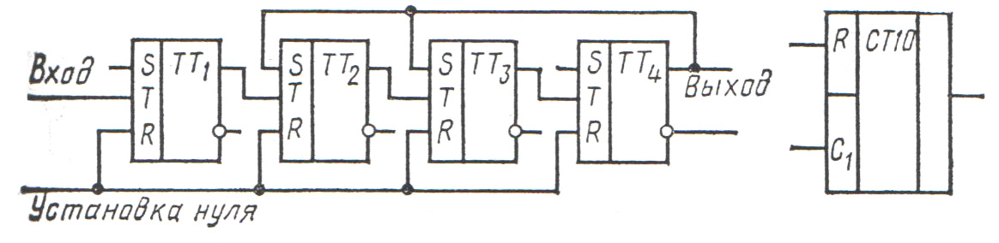 Вход
S TT1
T
R
S TT2
T
R
S TT3
T
R
S TT4
T
R
Выход
Установка нуля
R CT10
C1